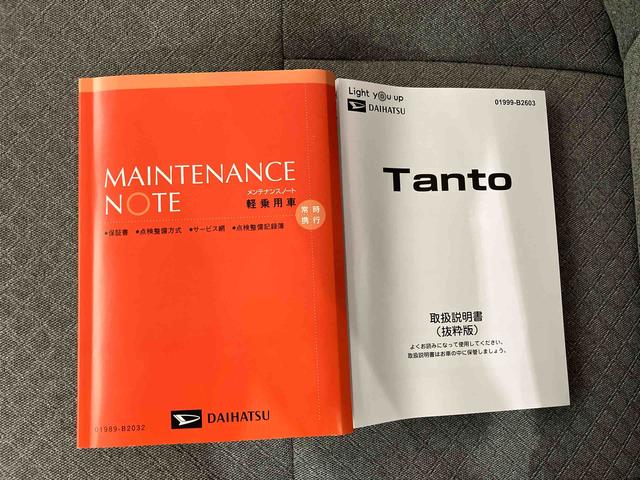 MAINTENANCE
NOTE
メンテナンスノート
軽乗用車
常時
携行
●保証書 ●点検整備方式 ●サービス網 ●点検整備記録簿
DAIHATSU
01989-B2032
Light you up
DAIHATSU
01999-B2603
Tanto
取扱説明書
(抜粋版)
よくお読みになって使用してください。
取扱説明書はお車の中に保管しましょう。